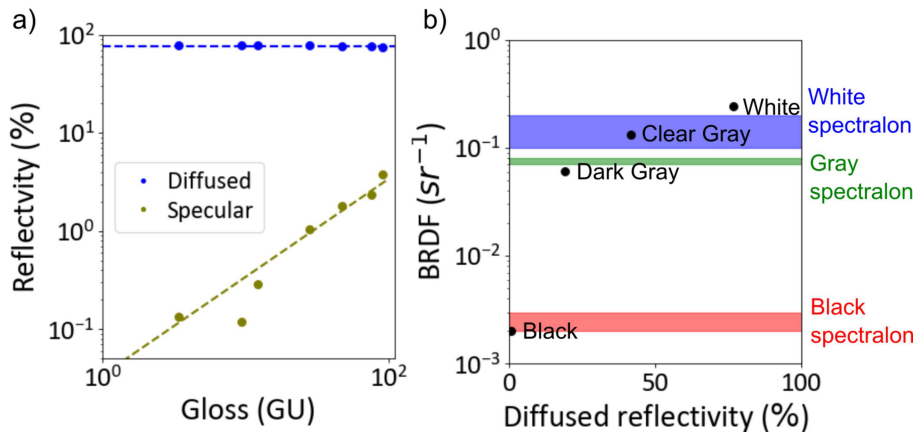 a)
10²
10¹
10⁰
10⁻¹
Reflectvity (%)
Diffused
Specular
10⁰
10²
Gloss (GU)
b)
10⁰
10⁻¹
10⁻²
10⁻³
BRDF (sr⁻¹)
White
Clear Gray
Dark Gray
Black
White
spectralon
Gray
spectralon
Black
spectralon
0
50
100
Diffused reflectivity (%)